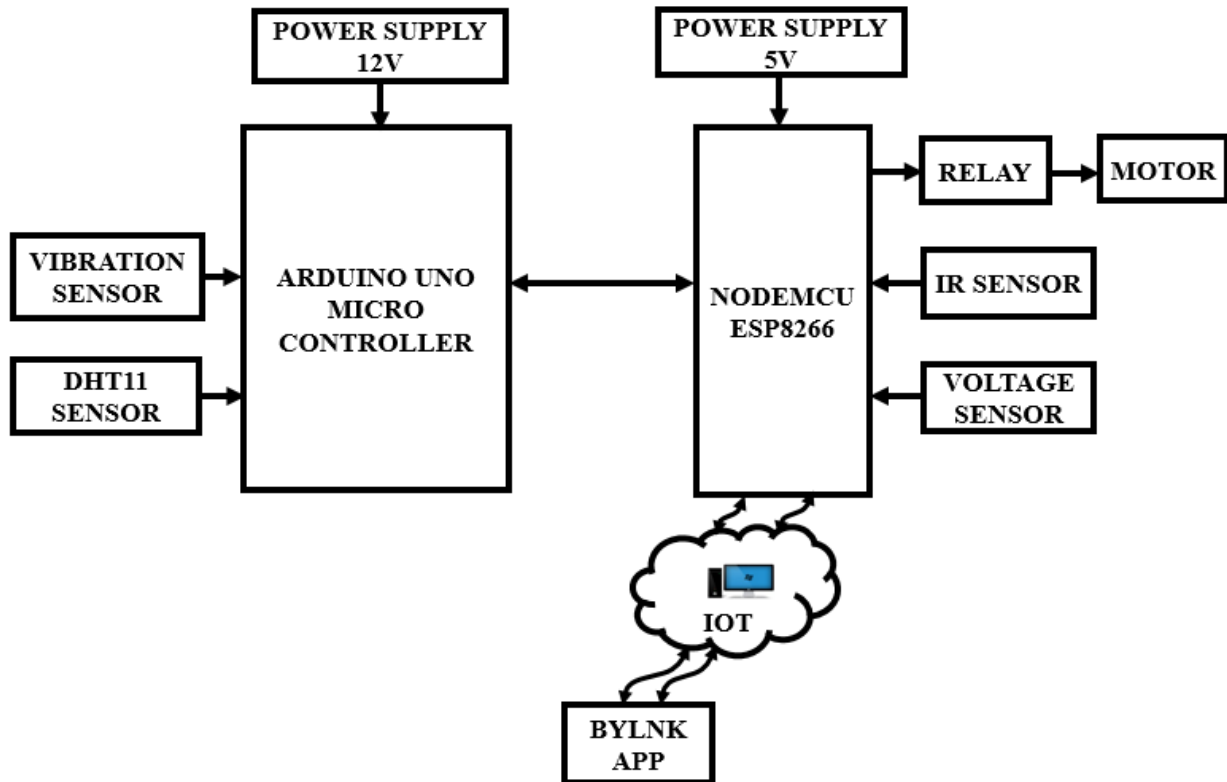 POWER SUPPLY
12V
POWER SUPPLY
5V
RELAY
MOTOR
VIBRATION
SENSOR
ARDUINO UNO
MICRO
CONTROLLER
NODEMCU
ESP8266
IR SENSOR
DHT11
SENSOR
VOLTAGE
SENSOR
IOT
BYLNK
APP